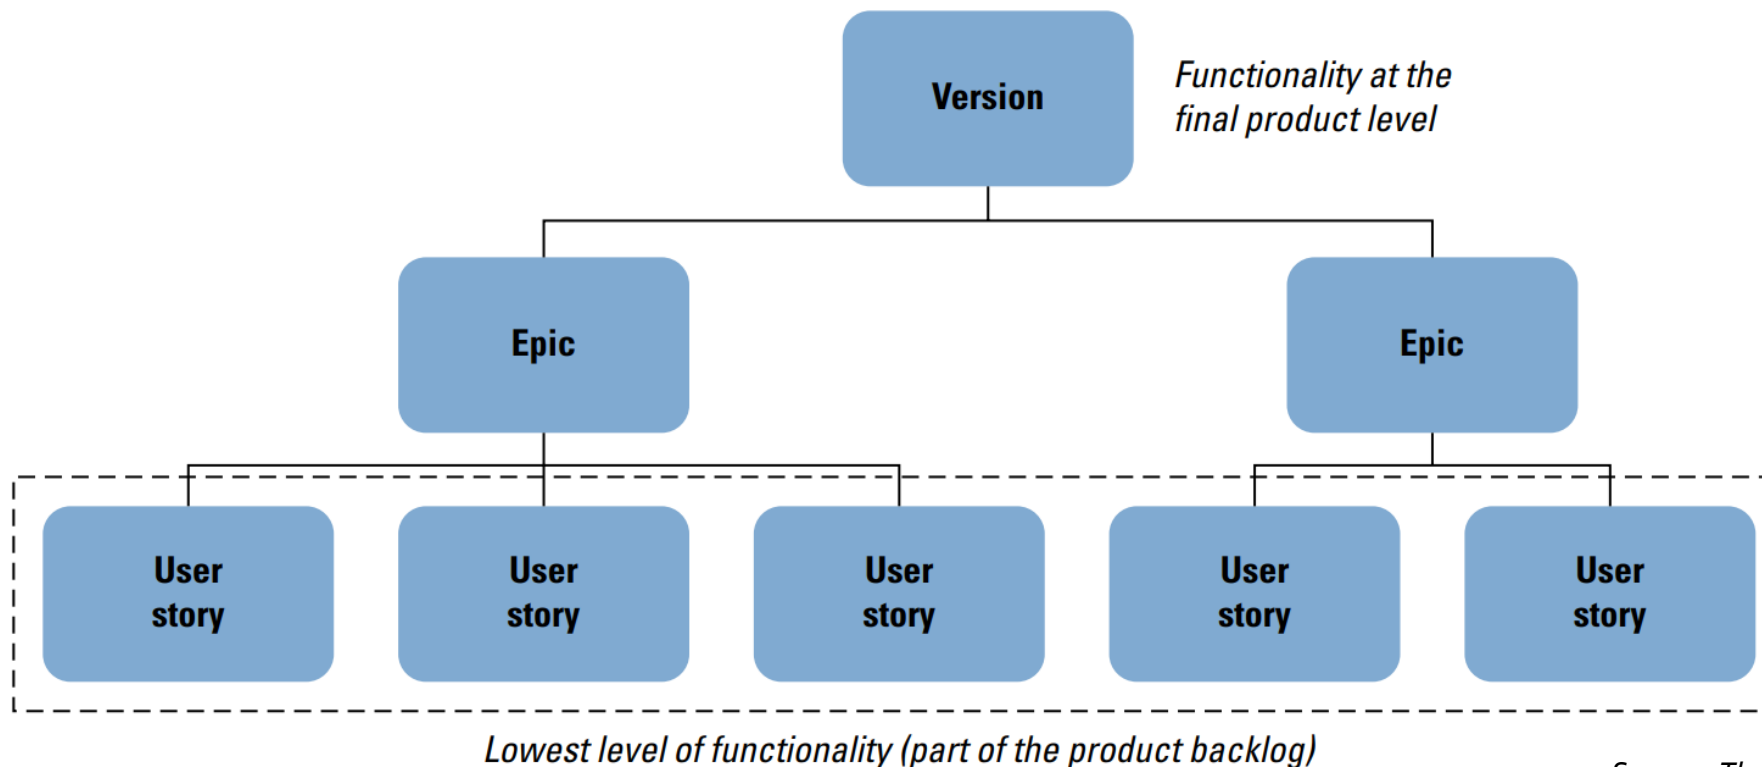 Version
Functionality at the
final product level
Epic
Epic
User
story
User
story
User
story
User
story
User
story
Lowest level of functionality (part of the product backlog)